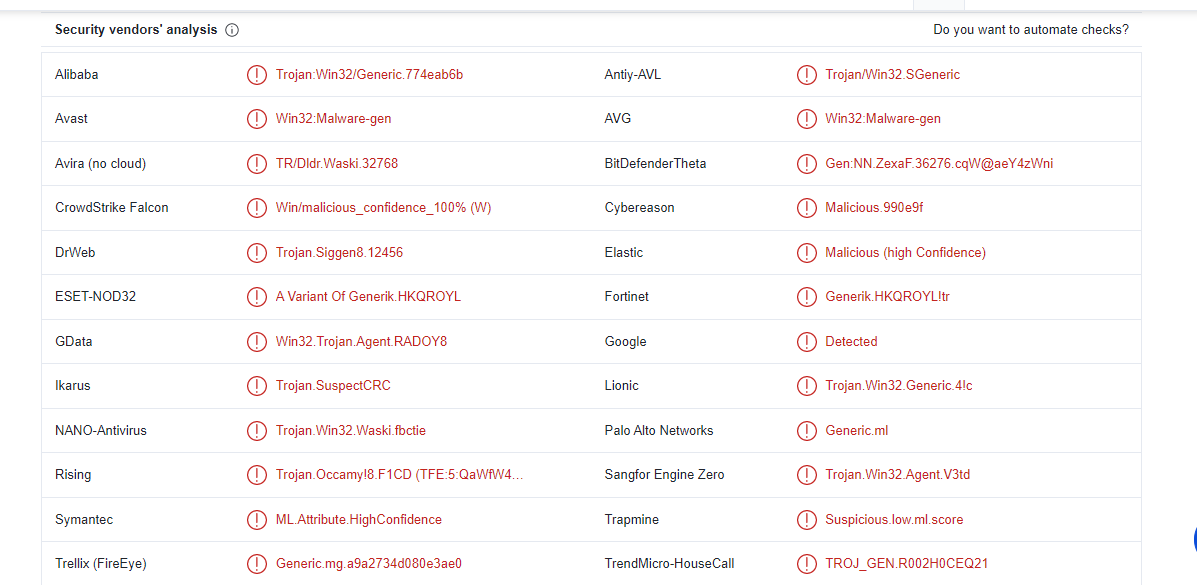 Security vendors' analysis Do you want to automate checks?
Alibaba Trojan:Win32/Generic.774eab6b Antiy-AVL Trojan/Win32.SGeneric
Avast Win32:Malware-gen AVG Win32:Malware-gen
Avira (no cloud) TR/Dldr.Waski.32768 BitDefenderTheta Gen:NN.ZexaF.36276.cqW@aeY4zWni
CrowdStrike Falcon Win/malicious_confidence_100% (W) Cybereason Malicious.990e9f
DrWeb Trojan.Siggen8.12456 Elastic Malicious (high Confidence)
ESET-NOD32 A Variant Of Generik.HKQROYL Fortinet Generik.HKQROYL!tr
GData Win32.Trojan.Agent.RADOY8 Google Detected
Ikarus Trojan.SuspectCRC Lionic Trojan.Win32.Generic.4!c
NANO-Antivirus Trojan.Win32.Waski.fbctie Palo Alto Networks Generic.ml
Rising Trojan.Occamy!8.F1CD (TFE:5:QaWfW4... Sangfor Engine Zero Trojan.Win32.Agent.V3td
Symantec ML.Attribute.HighConfidence Trapmine Suspicious.low.ml.score
Trellix (FireEye) Generic.mg.a9a2734d080e3ae0 TrendMicro-HouseCall TROJ_GEN.R002H0CEQ21